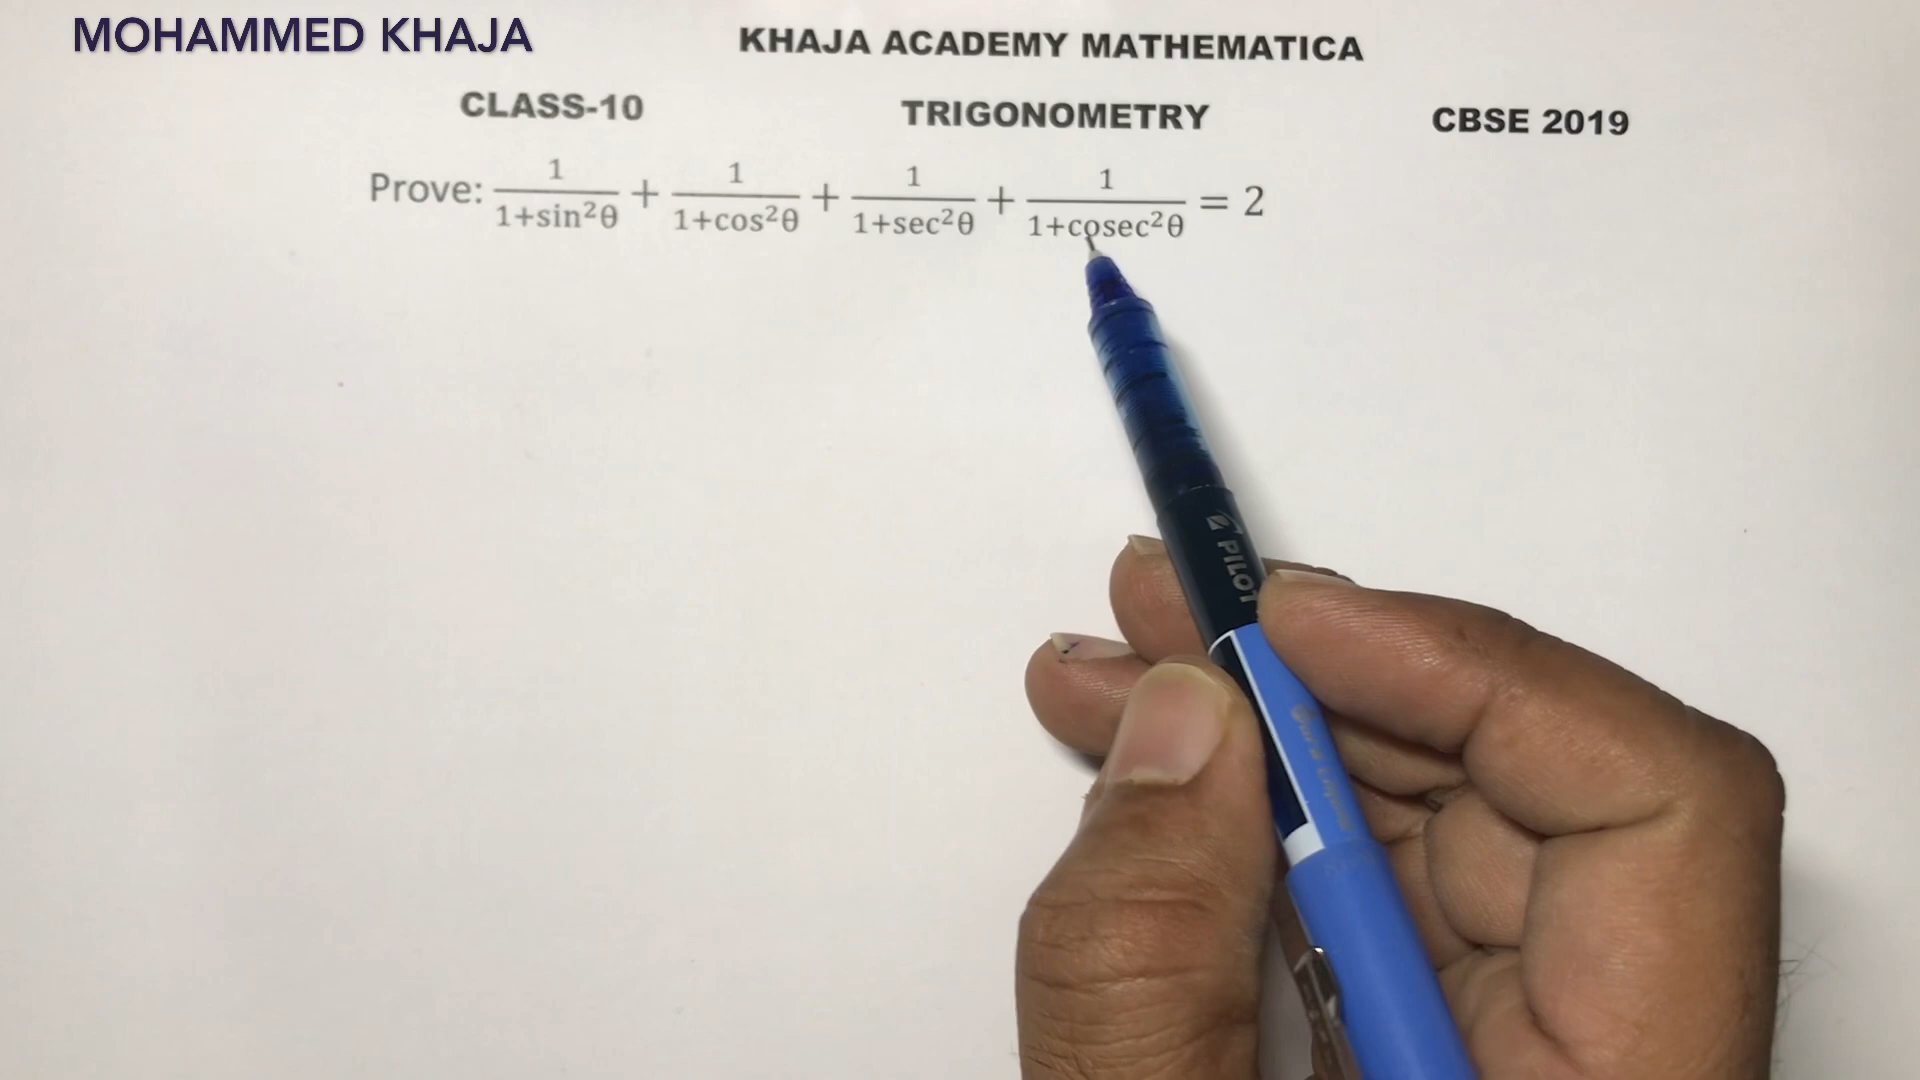 MOHAMMED KHAJA
KHAJA ACADEMY MATHEMATICA
CLASS-10 TRIGONOMETRY CBSE 2019
Prove: 1/(1+sin²θ) + 1/(1+cos²θ) + 1/(1+sec²θ) + 1/(1+cosec²θ) = 2
PILOT